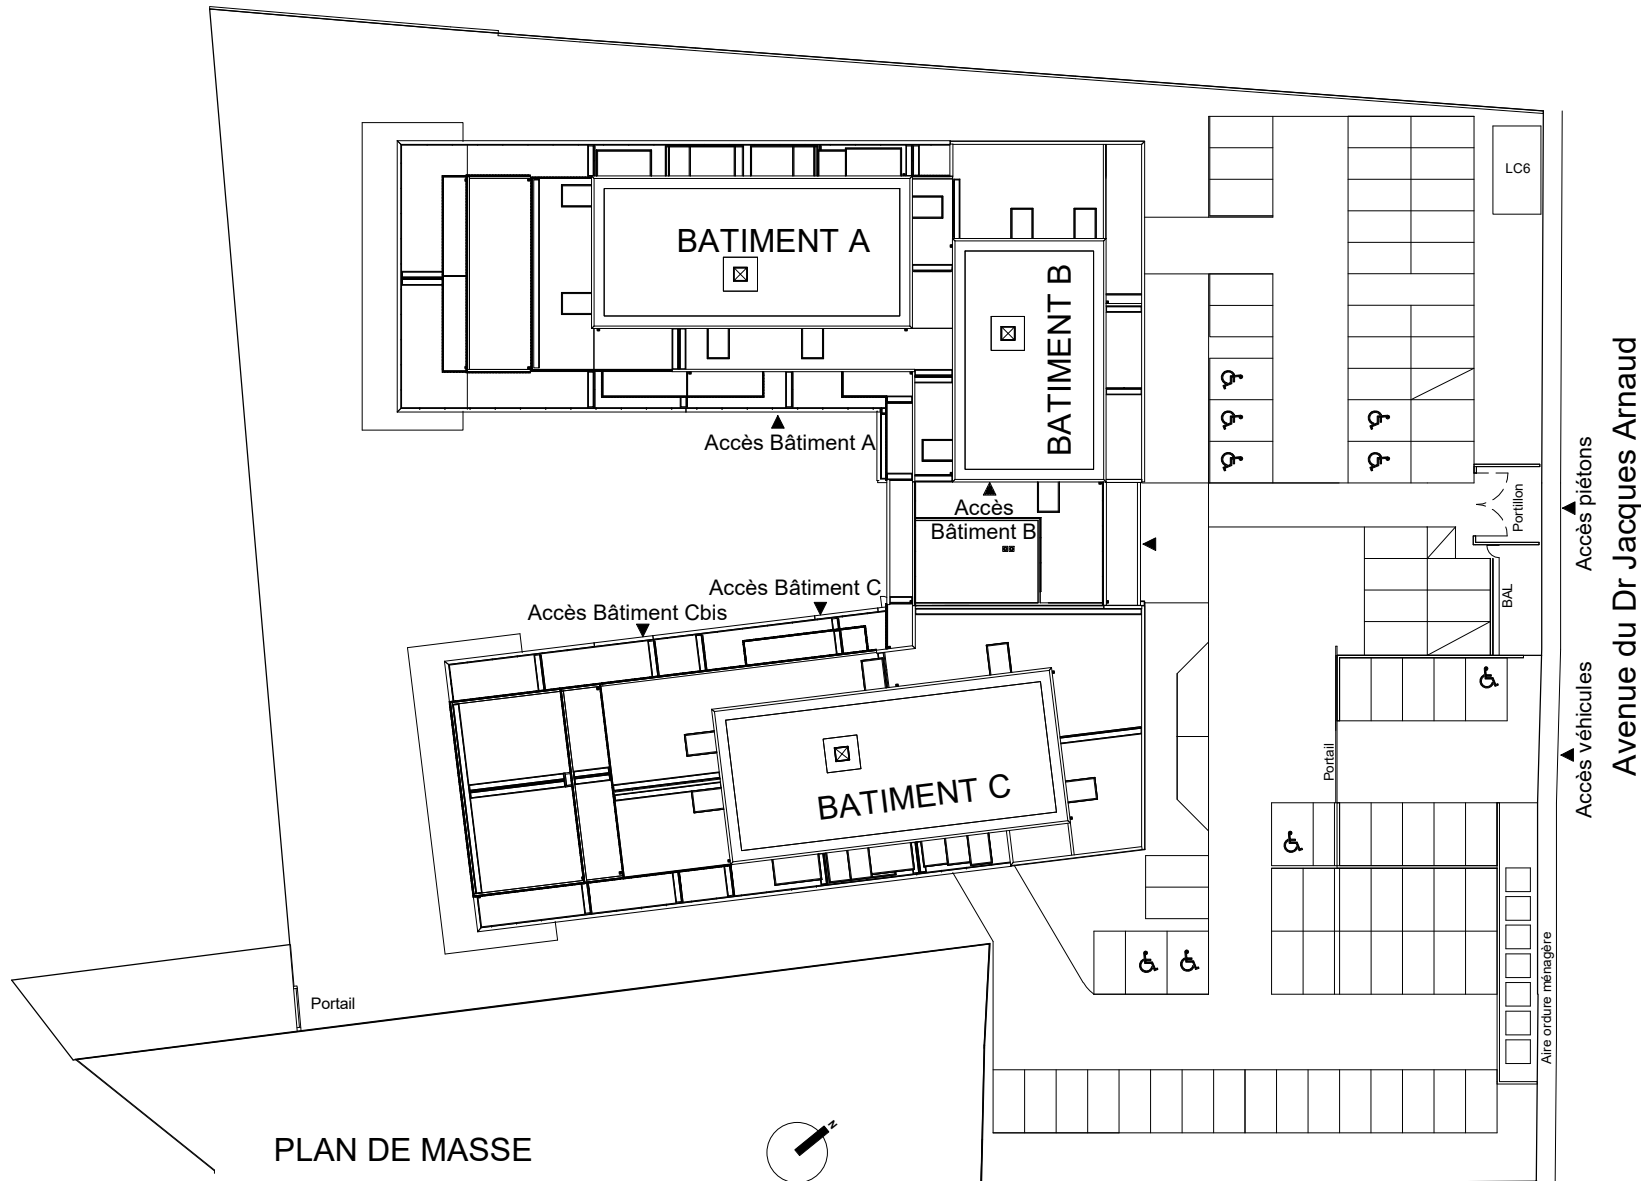 LC6
BATIMENT A
BATIMENT B
Accès Bâtiment A
Accès
Bâtiment B
Accès Bâtiment C
Accès Bâtiment Cbis
BATIMENT C
Portillon
BAL
Accès piétons
Avenue du Dr Jacques Arnaud
Accès véhicules
Portail
Aire ordure ménagère
Portail
PLAN DE MASSE
N